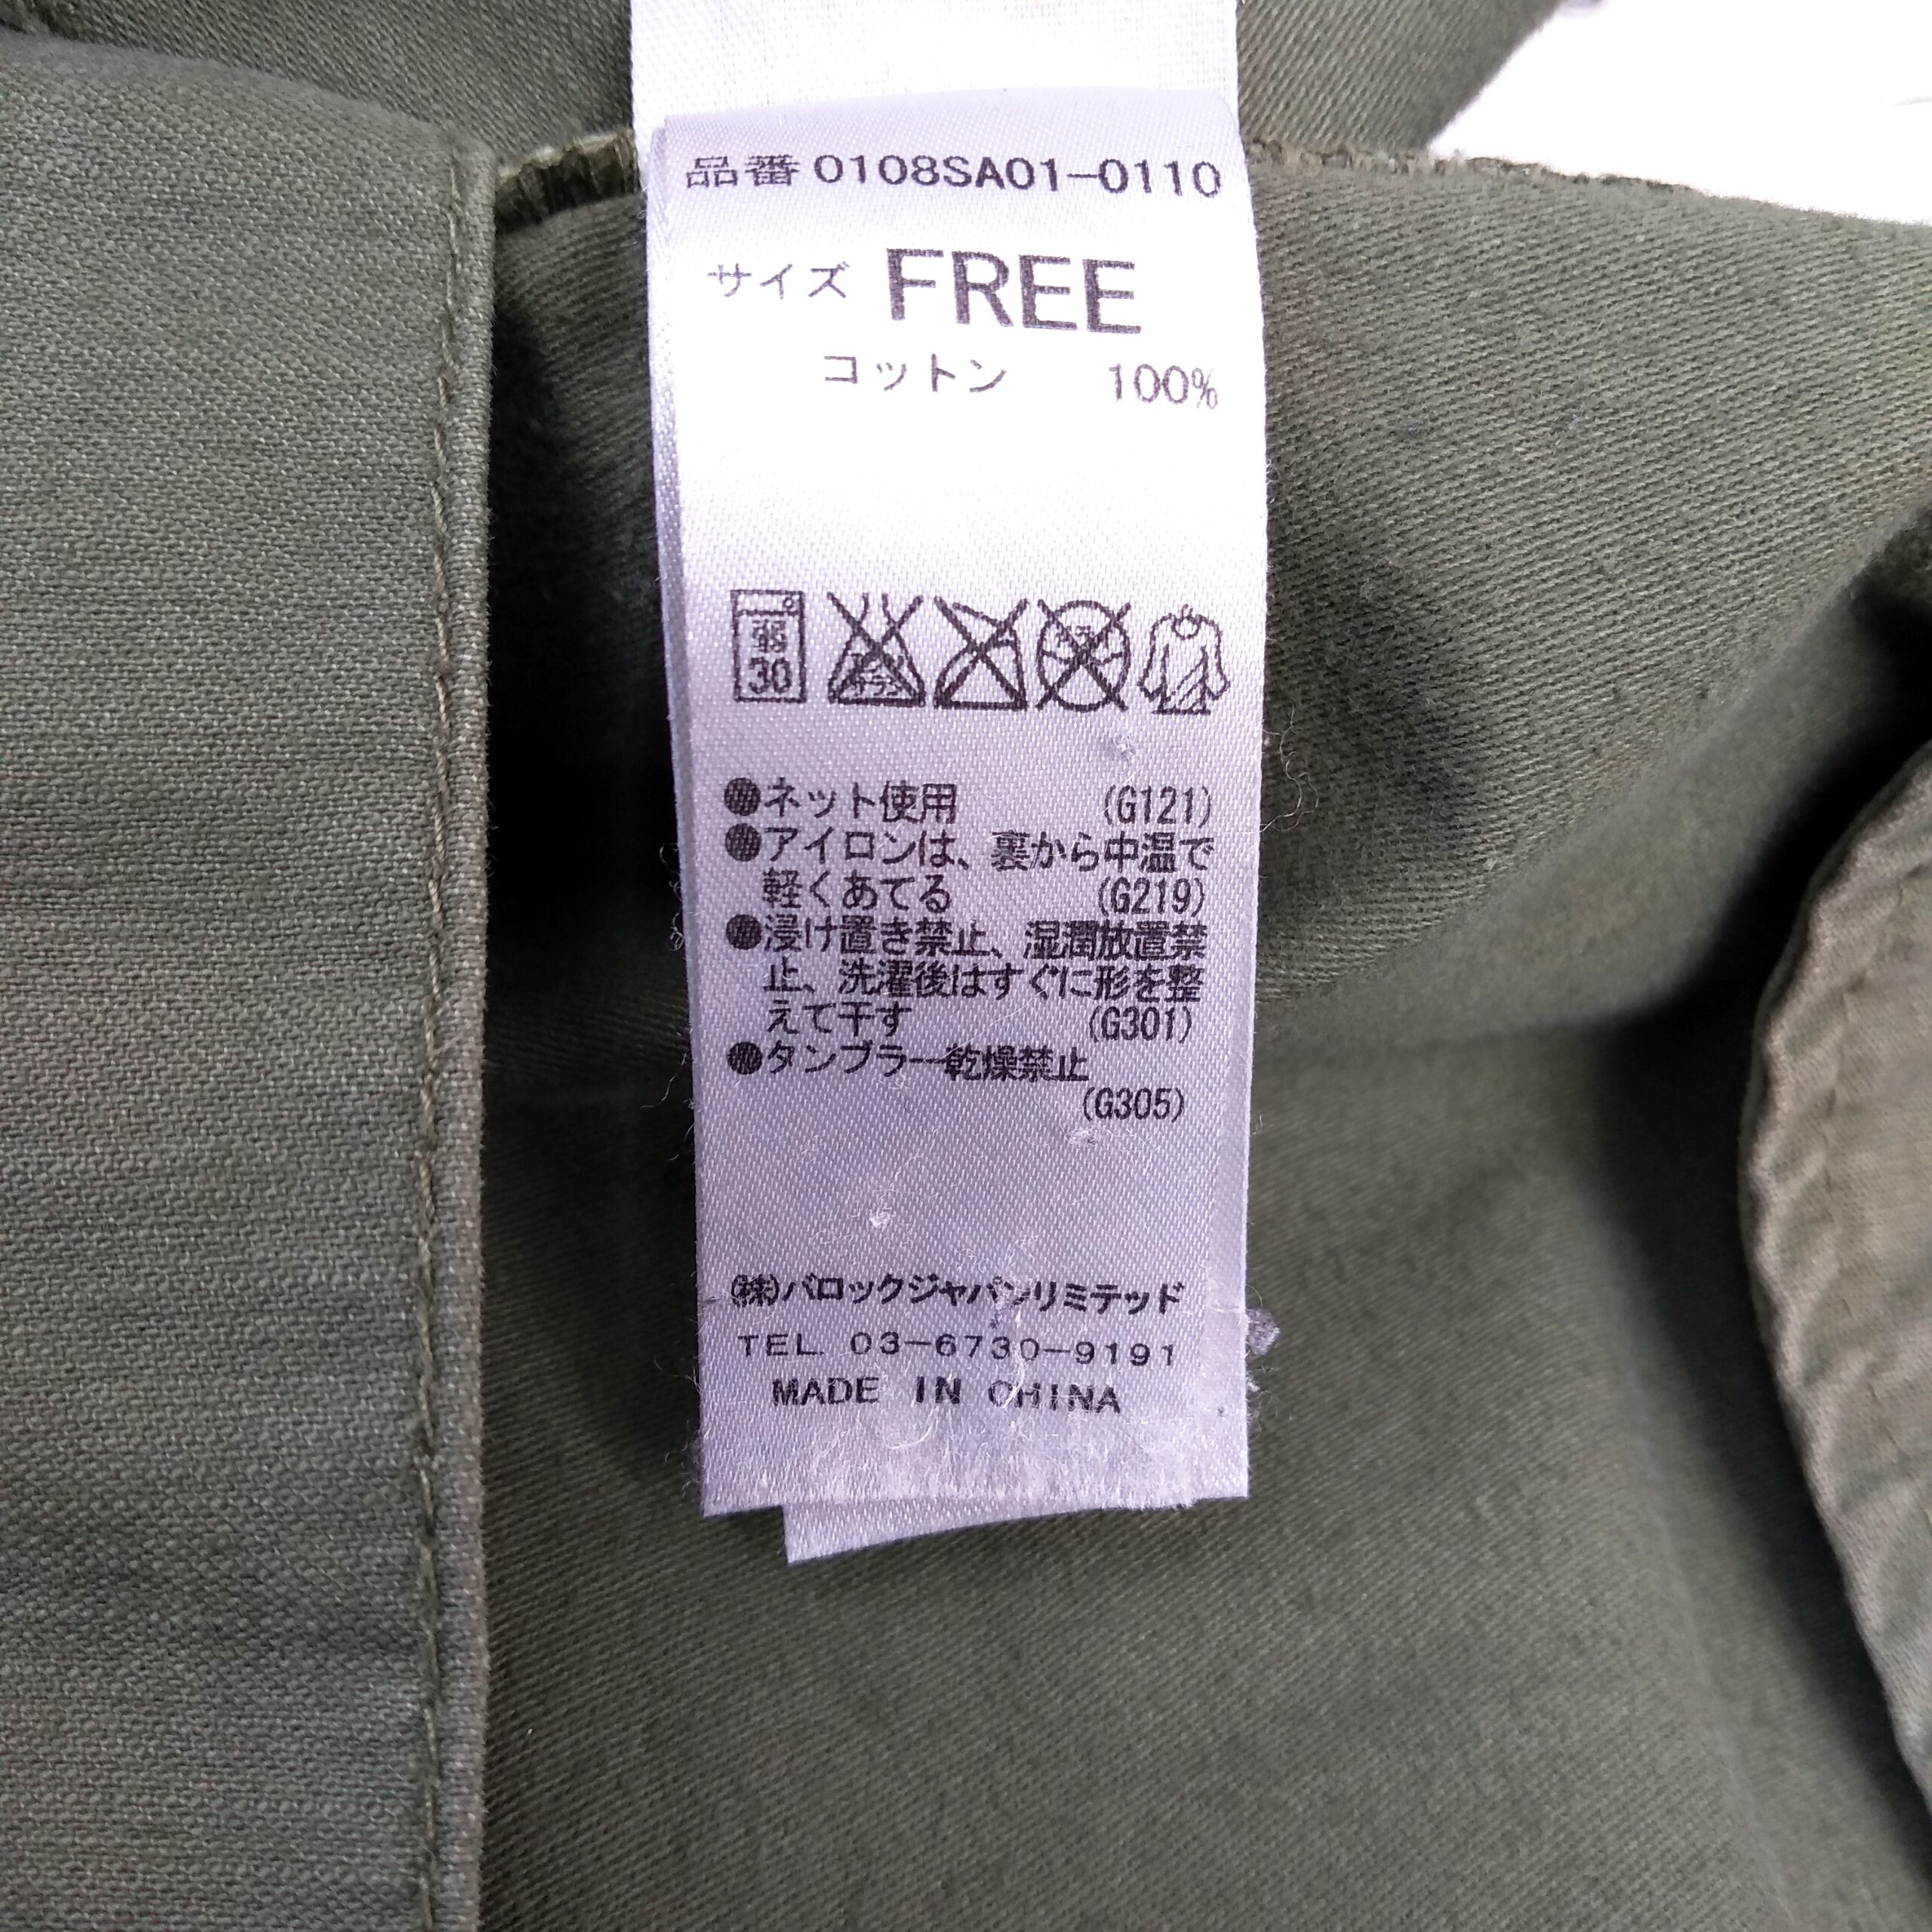 品番 0108SA01-0110
サイズ FREE
コットン 100%
弱
30
●ネット使用 (G121)
●アイロンは、裏から中温で
軽くあてる (G219)
●浸け置き禁止、湿潤放置禁
止、洗濯後はすぐに形を整
えて干す (G301)
●タンブラー乾燥禁止
(G305)
(株)バロックジャパンリミテッド
TEL. 03-6730-9191
MADE IN CHINA